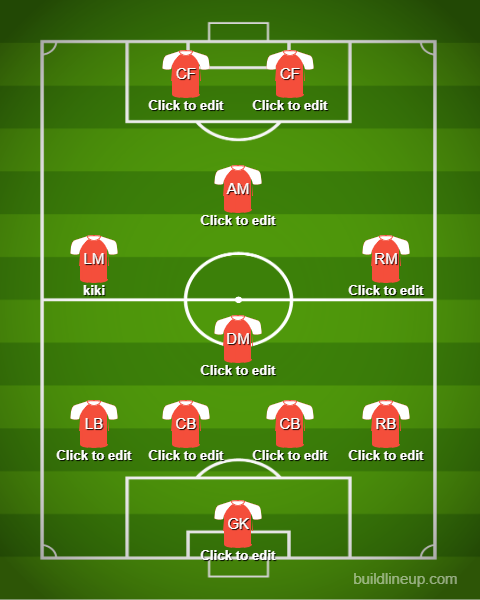 CF CF
Click to edit Click to edit
AM
Click to edit
LM RM
kiki Click to edit
DM
Click to edit
LB CB CB RB
Click to edit Click to edit Click to edit Click to edit
GK
Click to edit
buildlineup.com